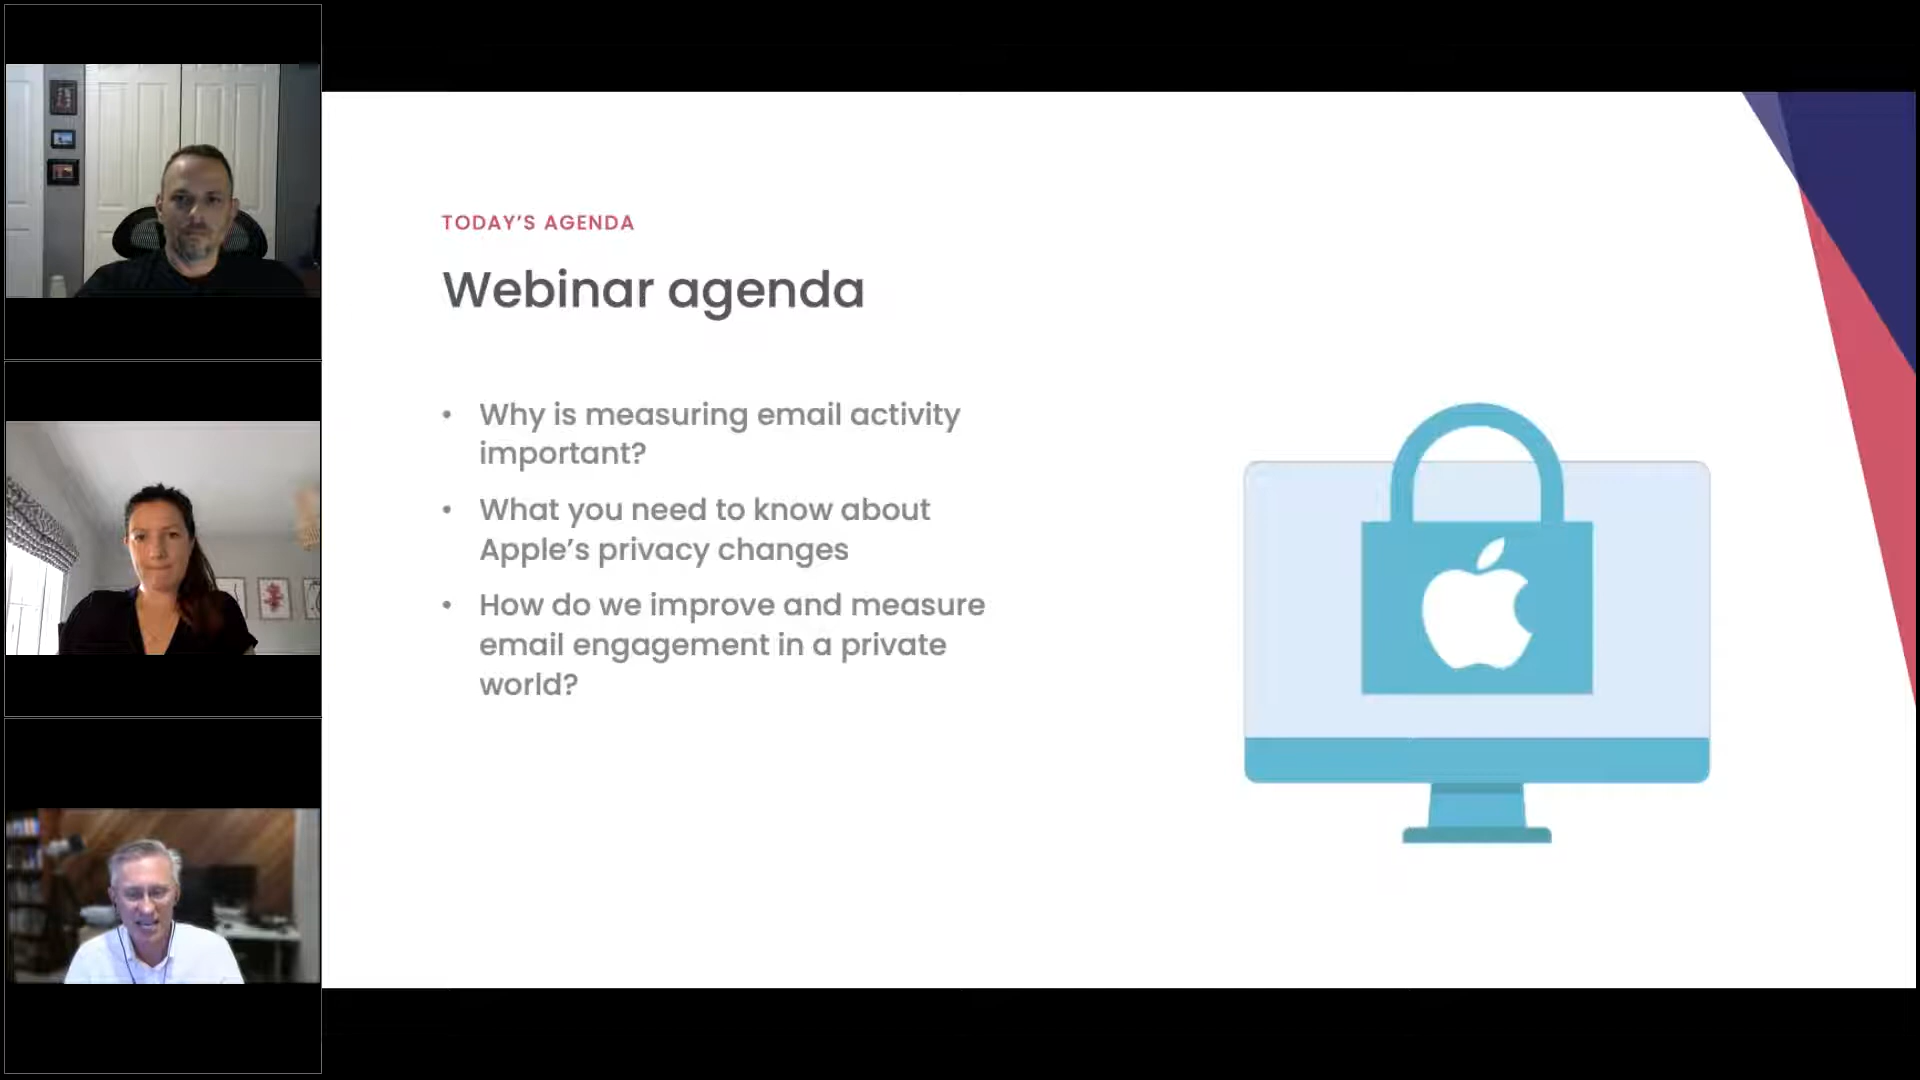 TODAY’S AGENDA
Webinar agenda
• Why is measuring email activity
important?
• What you need to know about
Apple’s privacy changes
• How do we improve and measure
email engagement in a private
world?